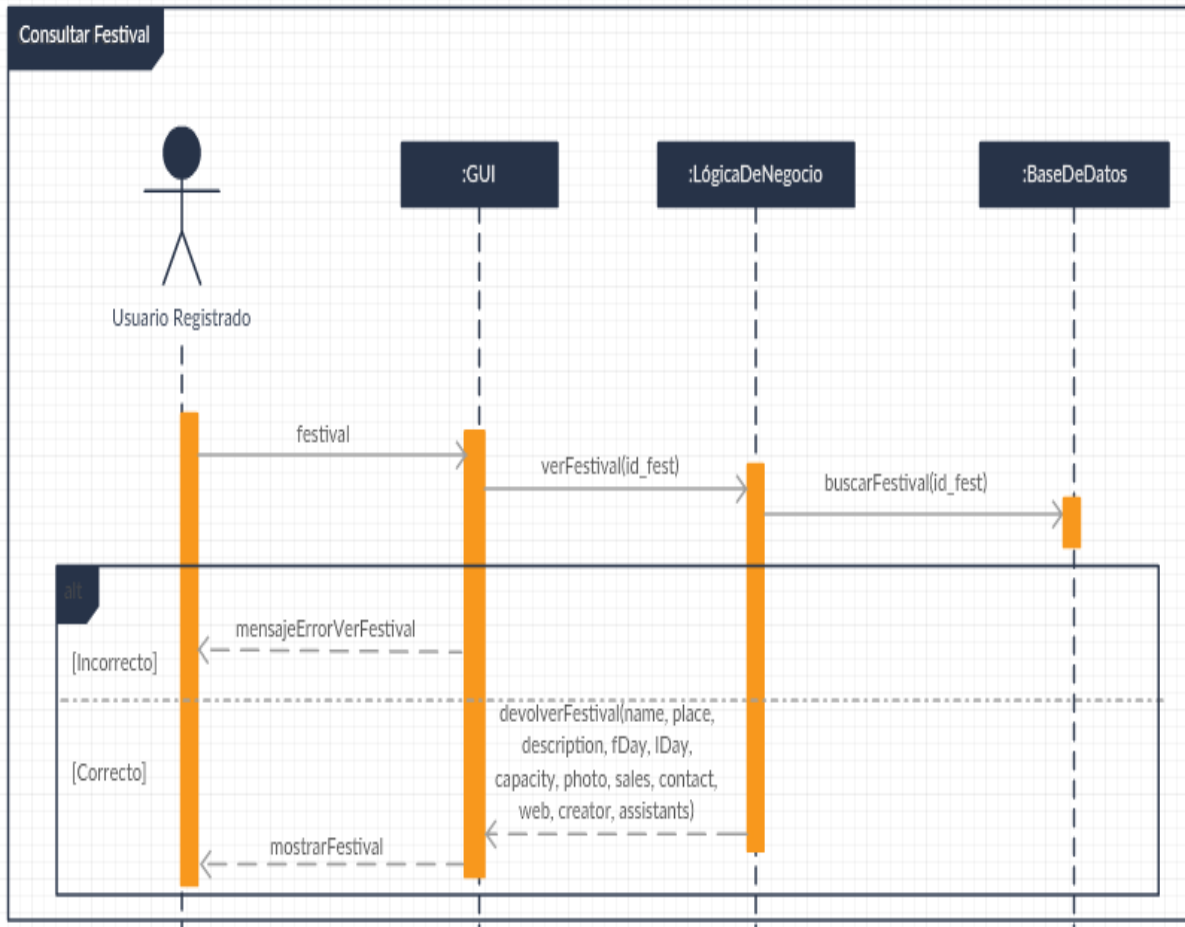 Consultar Festival
:GUI
:LógicaDeNegocio
:BaseDeDatos
Usuario Registrado
festival
verFestival(id_fest)
buscarFestival(id_fest)
alt
mensajeErrorVerFestival
[Incorrecto]
devolverFestival(name, place,
description, fDay, lDay,
capacity, photo, sales, contact,
web, creator, assistants)
[Correcto]
mostrarFestival